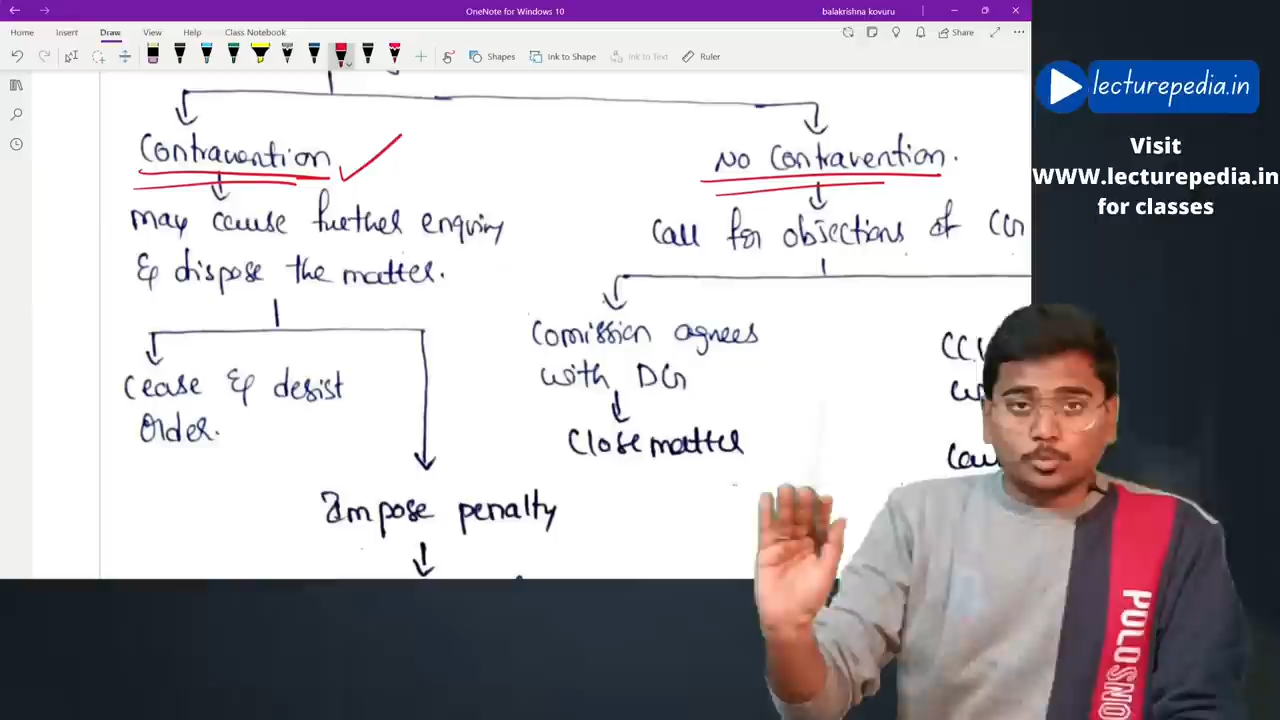 OneNote for Windows 10
balakrishna kovuru
Home Insert Draw View Help Class Notebook
Share
Shapes Ink to Shape Ink to Text Ruler
lecturepedia.in
Visit
WWW.lecturepedia.in
for classes
Contravention
No contravention.
may cause further enquiry
& dispose the matter.
Call for objections of
Cease & desist
order.
Comission agrees
with DG
Close matter
Impose penalty
POLOSNO